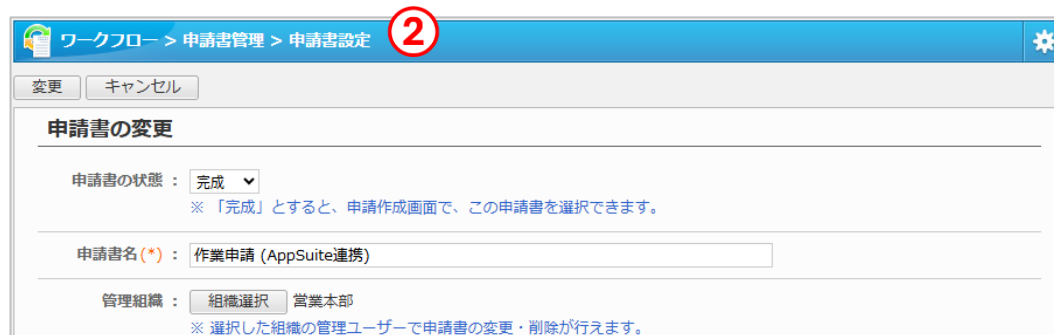 ワークフロー > 申請書管理 > 申請書設定
2
変更 キャンセル
申請書の変更
申請書の状態 : 完成
※ 「完成」とすると、申請作成画面で、この申請書を選択できます。
申請書名(*) : 作業申請 (AppSuite連携)
管理組織 : 組織選択 営業本部
※ 選択した組織の管理ユーザーで申請書の変更・削除が行えます。